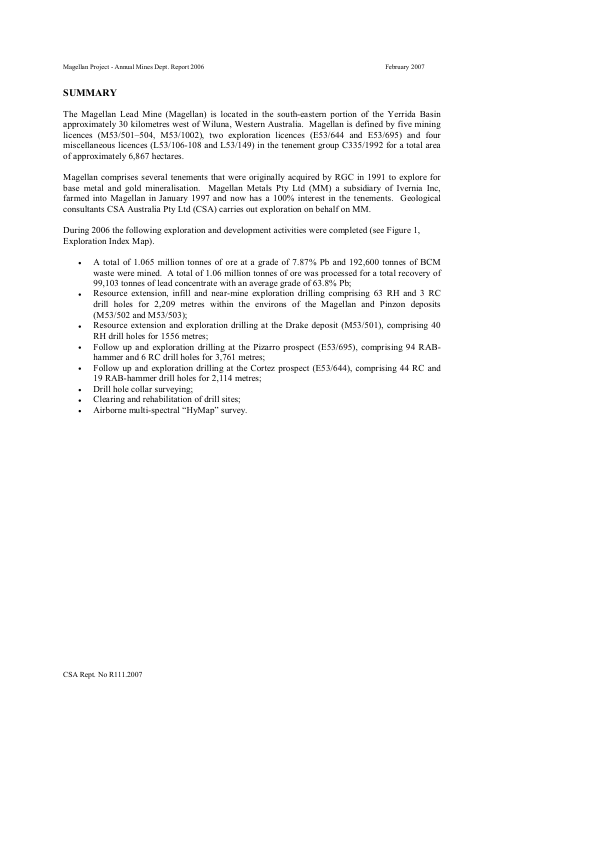 Magellan Project - Annual Mines Dept. Report 2006 February 2007
SUMMARY
The Magellan Lead Mine (Magellan) is located in the south-eastern portion of the Yerrida Basin
approximately 30 kilometres west of Wiluna, Western Australia. Magellan is defined by five mining
licences (M53/501–504, M53/1002), two exploration licences (E53/644 and E53/695) and four
miscellaneous licences (L53/106-108 and L53/149) in the tenement group C335/1992 for a total area
of approximately 6,867 hectares.
Magellan comprises several tenements that were originally acquired by RGC in 1991 to explore for
base metal and gold mineralisation. Magellan Metals Pty Ltd (MM) a subsidiary of Ivernia Inc,
farmed into Magellan in January 1997 and now has a 100% interest in the tenements. Geological
consultants CSA Australia Pty Ltd (CSA) carries out exploration on behalf on MM.
During 2006 the following exploration and development activities were completed (see Figure 1,
Exploration Index Map).
• A total of 1.065 million tonnes of ore at a grade of 7.87% Pb and 192,600 tonnes of BCM
waste were mined. A total of 1.06 million tonnes of ore was processed for a total recovery of
99,103 tonnes of lead concentrate with an average grade of 63.8% Pb;
• Resource extension, infill and near-mine exploration drilling comprising 63 RH and 3 RC
drill holes for 2,209 metres within the environs of the Magellan and Pinzon deposits
(M53/502 and M53/503);
• Resource extension and exploration drilling at the Drake deposit (M53/501), comprising 40
RH drill holes for 1556 metres;
• Follow up and exploration drilling at the Pizarro prospect (E53/695), comprising 94 RAB-
hammer and 6 RC drill holes for 3,761 metres;
• Follow up and exploration drilling at the Cortez prospect (E53/644), comprising 44 RC and
19 RAB-hammer drill holes for 2,114 metres;
• Drill hole collar surveying;
• Clearing and rehabilitation of drill sites;
• Airborne multi-spectral “HyMap” survey.
CSA Rept. No R111.2007